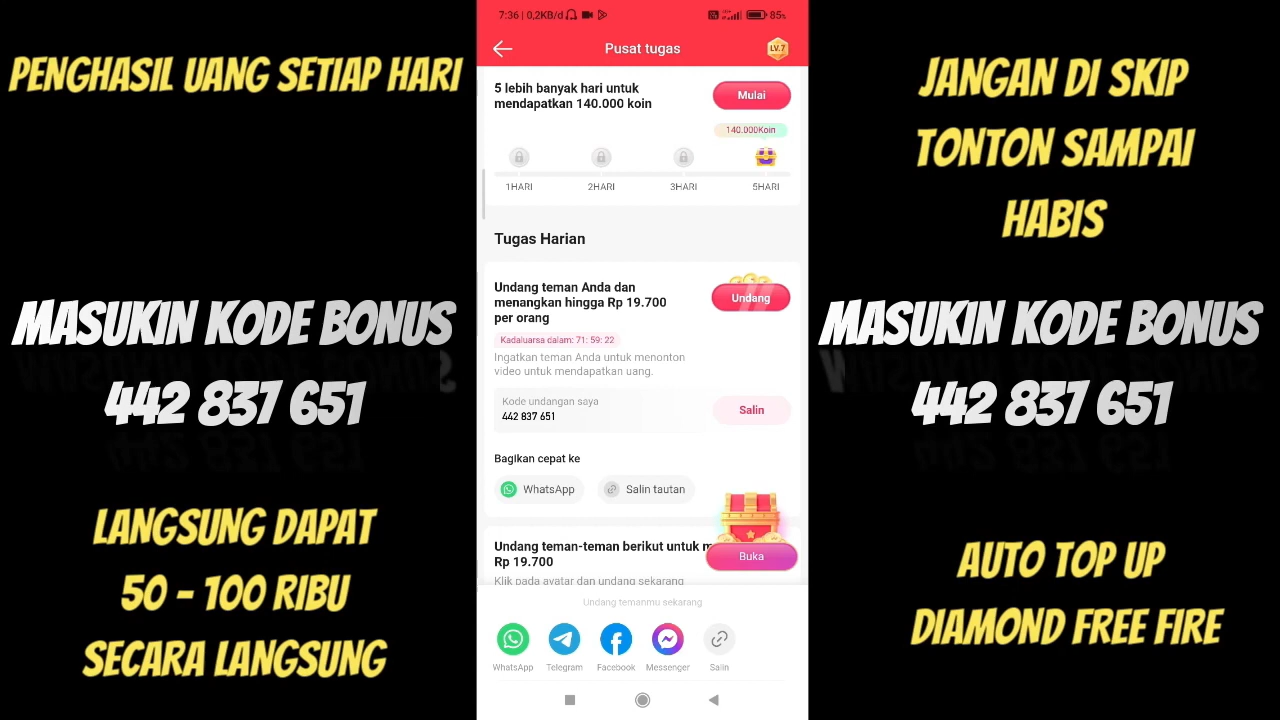 PENGHASIL UANG SETIAP HARI
MASUKIN KODE BONUS
442 837 651
LANGSUNG DAPAT
50 - 100 RIBU
SECARA LANGSUNG
7:36 | 0,2KB/d
85%
Pusat tugas
LV.7
5 lebih banyak hari untuk
mendapatkan 140.000 koin
Mulai
140.000Koin
1HARI
2HARI
3HARI
5HARI
Tugas Harian
Undang teman Anda dan
menangkan hingga Rp 19.700
per orang
Undang
Kadaluarsa dalam: 71: 59: 22
Ingatkan teman Anda untuk menonton
video untuk mendapatkan uang.
Kode undangan saya
442 837 651
Salin
Bagikan cepat ke
WhatsApp
Salin tautan
Undang teman-teman berikut untuk m
Rp 19.700
Buka
Klik pada avatar dan undang sekarang
Undang temanmu sekarang
WhatsApp
Telegram
Facebook
Messenger
Salin
JANGAN DI SKIP
TONTON SAMPAI
HABIS
MASUKIN KODE BONUS
442 837 651
AUTO TOP UP
DIAMOND FREE FIRE